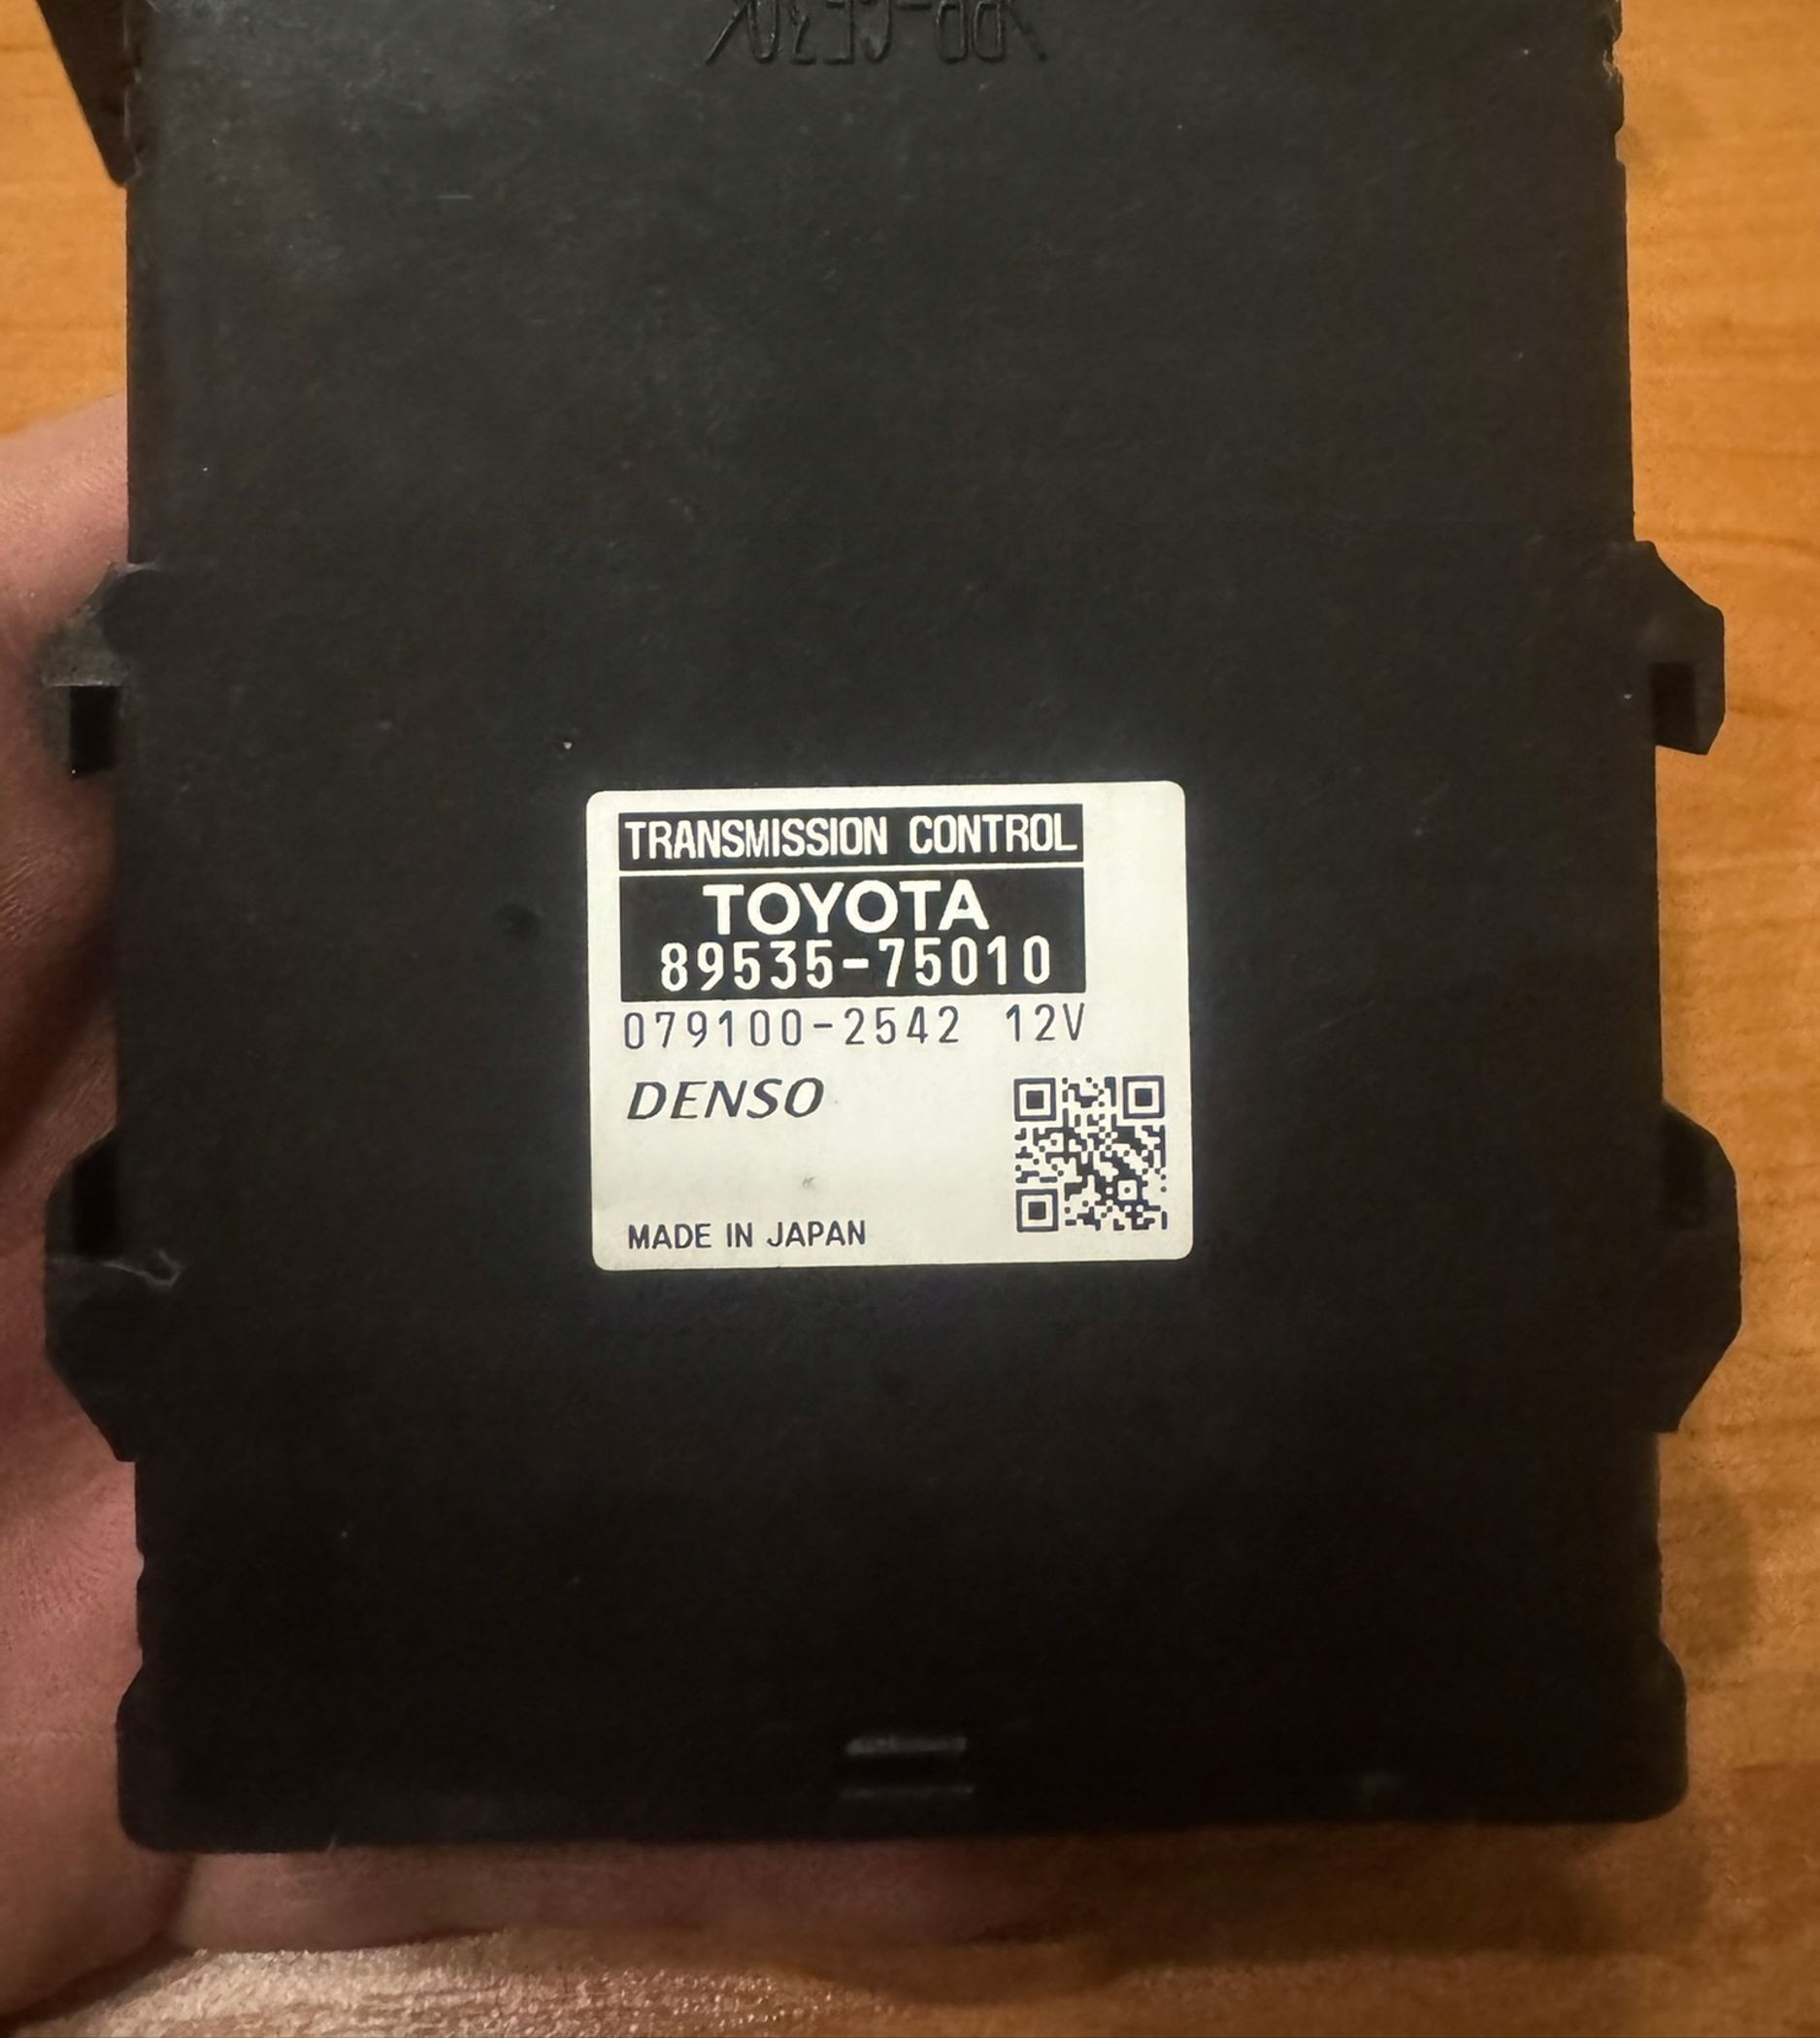 TRANSMISSION CONTROL
TOYOTA
89535-75010
079100-2542 12V
DENSO
MADE IN JAPAN